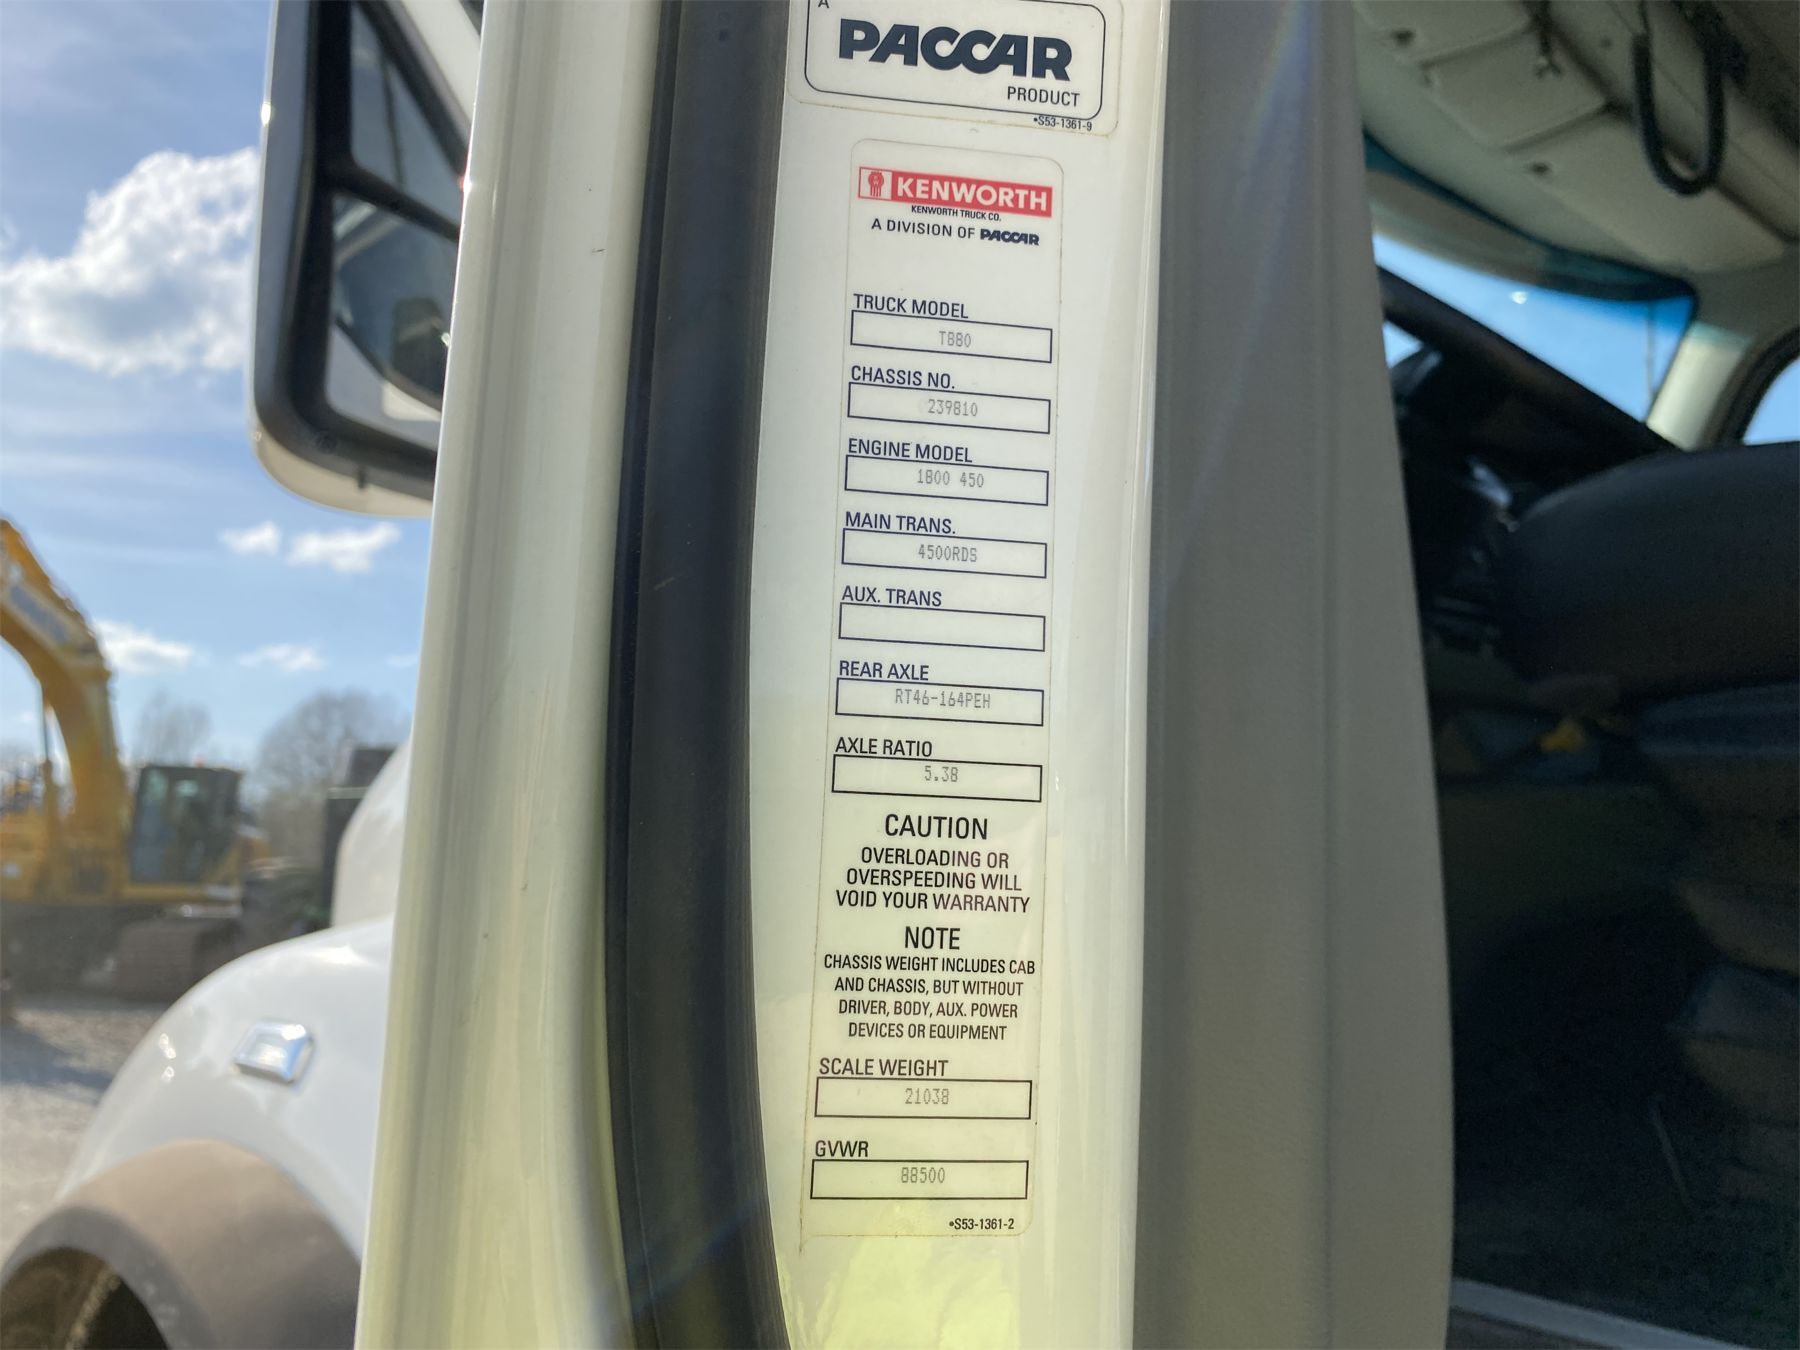 A
PACCAR
PRODUCT
•S53-1361-9
KENWORTH
KENWORTH TRUCK CO.
A DIVISION OF PACCAR
TRUCK MODEL
T880
CHASSIS NO.
239810
ENGINE MODEL
1800 450
MAIN TRANS.
4500RDS
AUX. TRANS
REAR AXLE
RT46-164PEH
AXLE RATIO
5.38
CAUTION
OVERLOADING OR
OVERSPEEDING WILL
VOID YOUR WARRANTY
NOTE
CHASSIS WEIGHT INCLUDES CAB
AND CHASSIS, BUT WITHOUT
DRIVER, BODY, AUX. POWER
DEVICES OR EQUIPMENT
SCALE WEIGHT
21038
GVWR
88500
•S53-1361-2